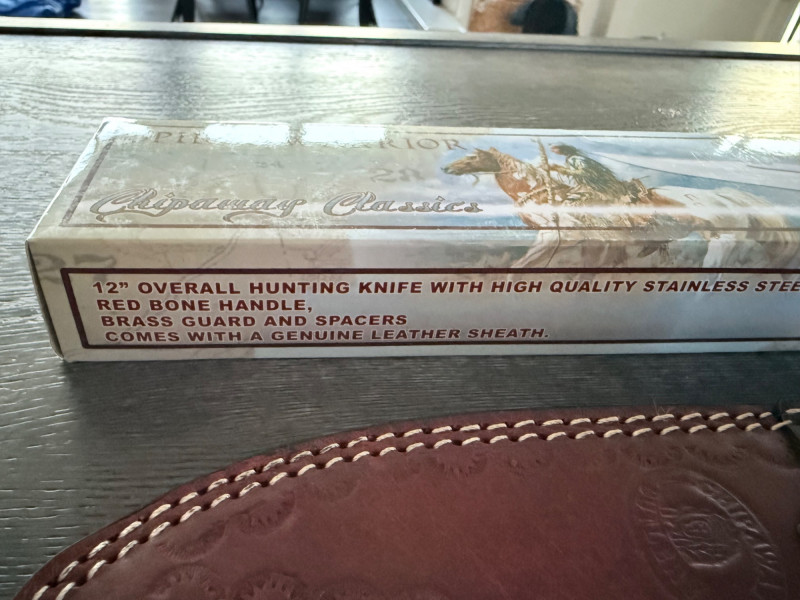 Chipaway Classics
12” OVERALL HUNTING KNIFE WITH HIGH QUALITY STAINLESS STEE
RED BONE HANDLE,
BRASS GUARD AND SPACERS
COMES WITH A GENUINE LEATHER SHEATH.